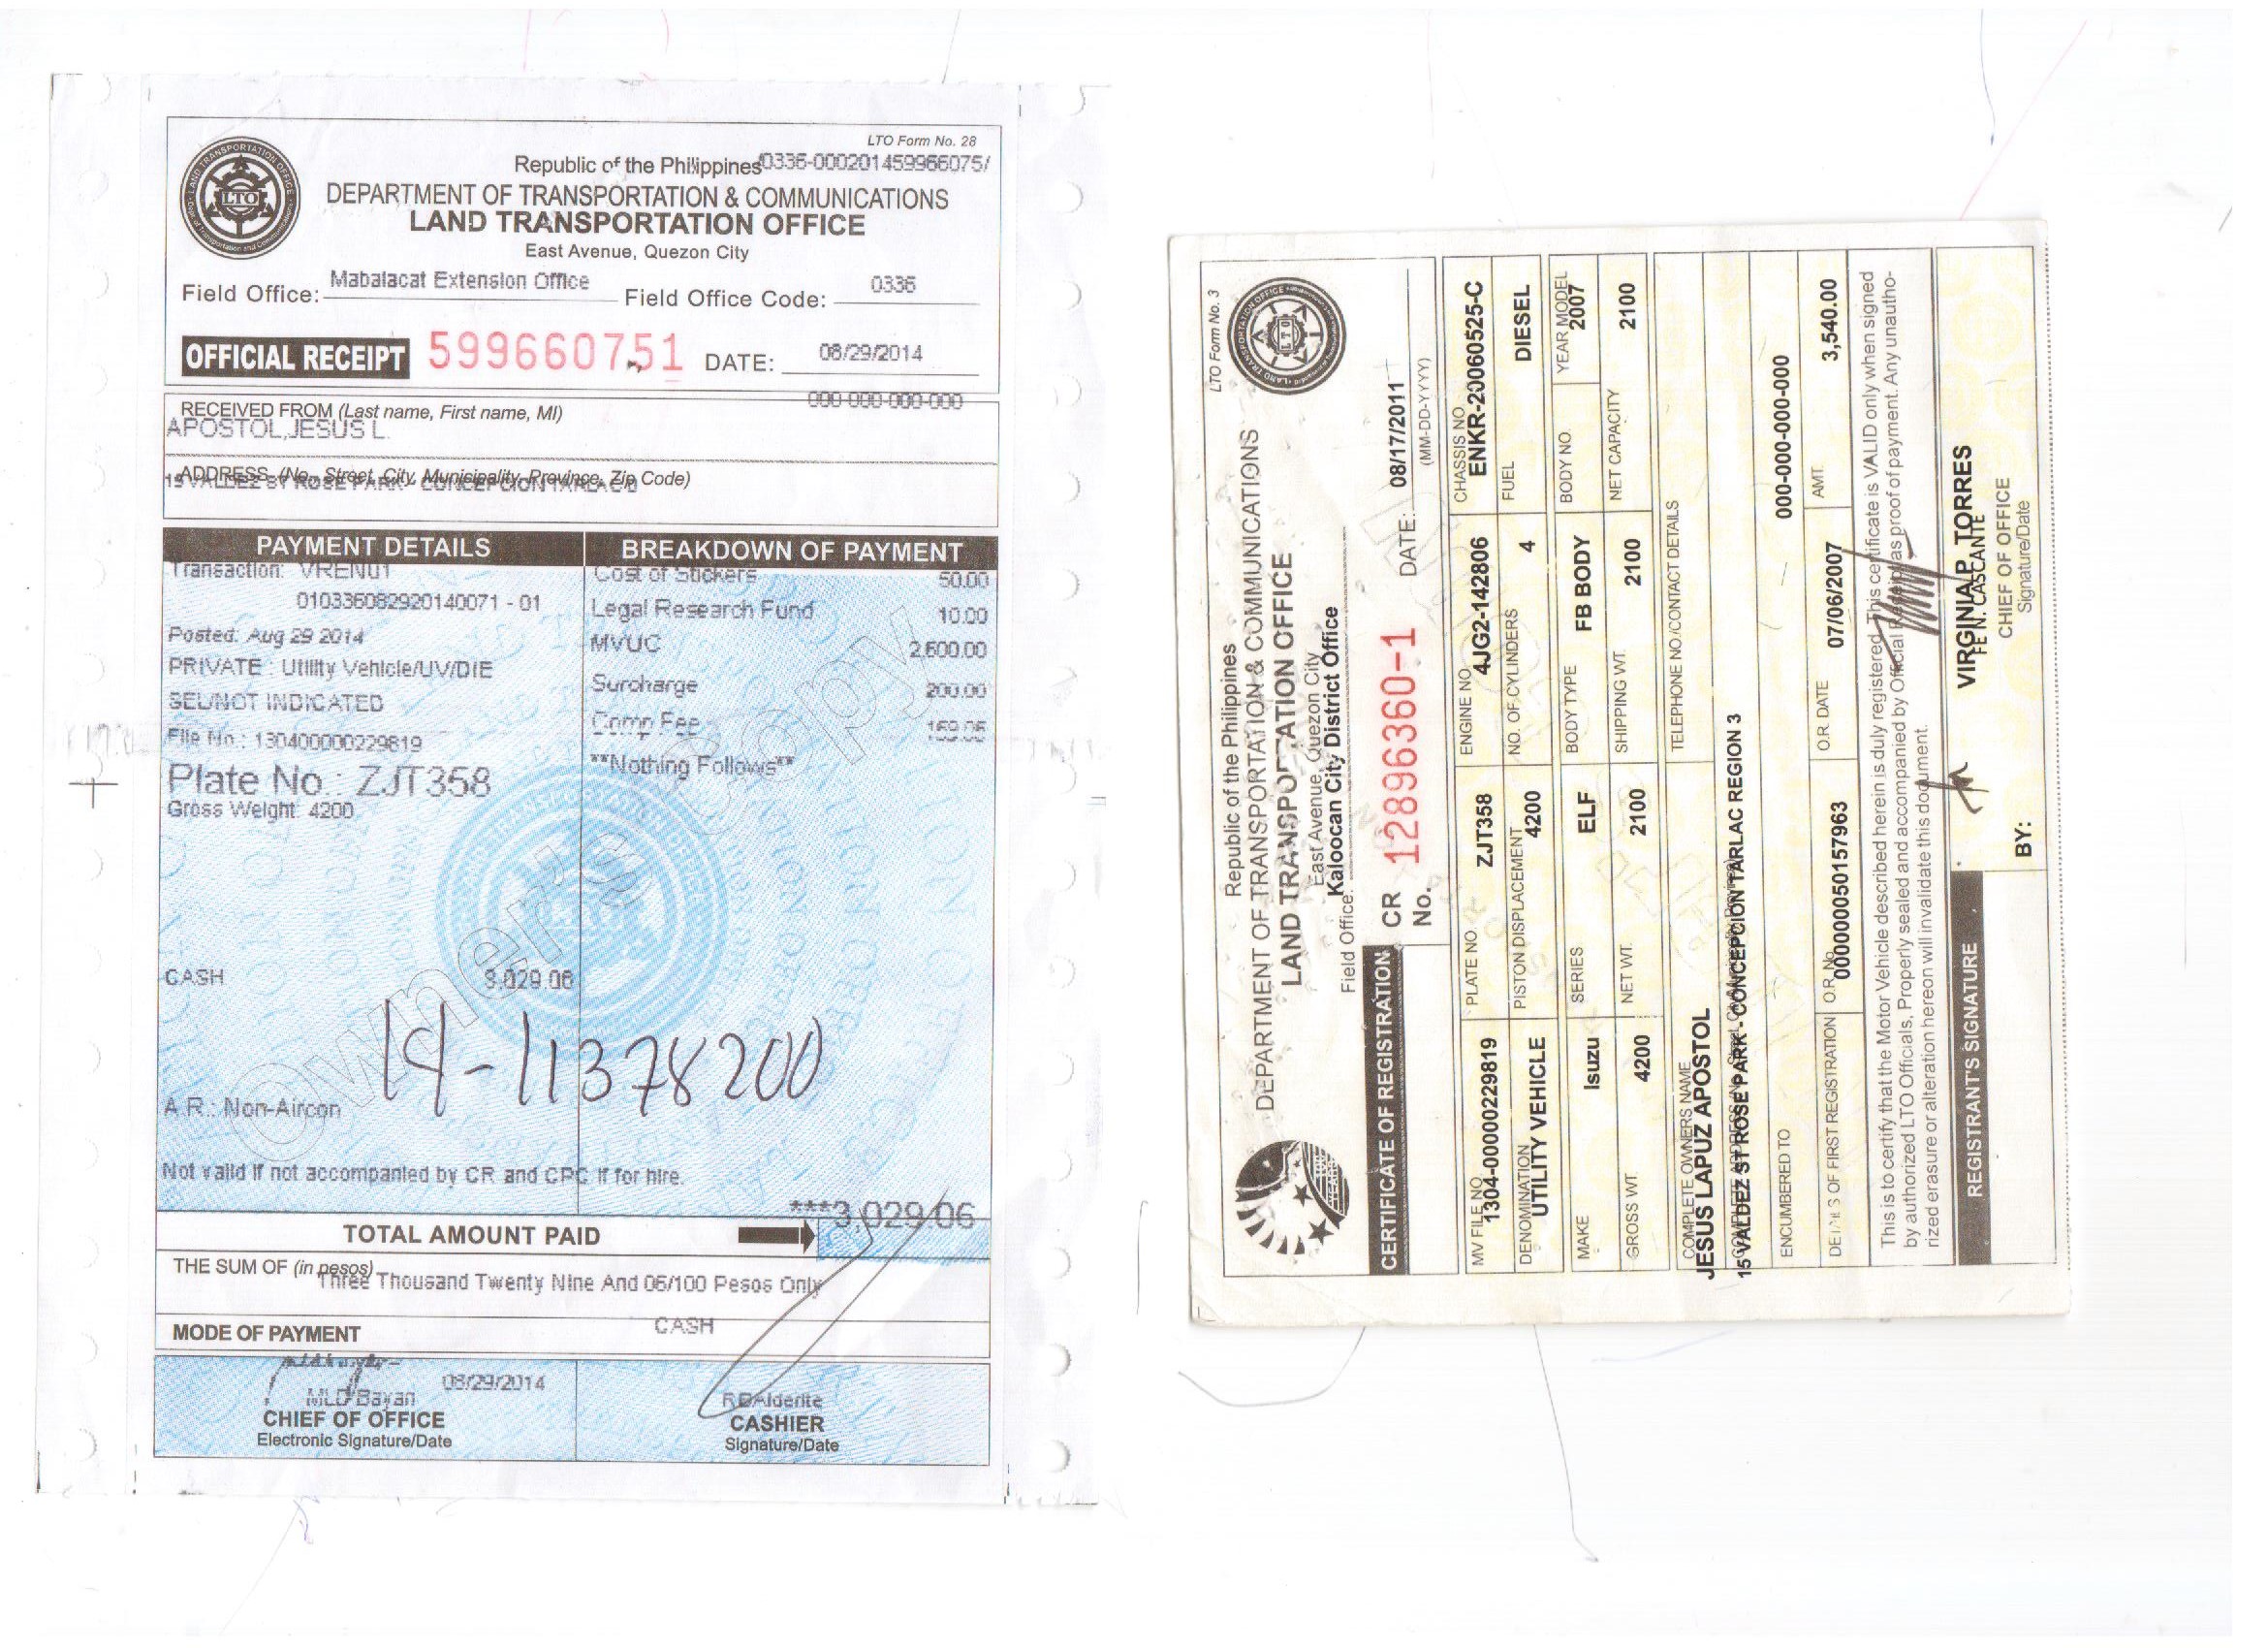 LTO Form No. 28
Republic of the Philippines 0336-000201459966075/
DEPARTMENT OF TRANSPORTATION & COMMUNICATIONS
LAND TRANSPORTATION OFFICE
East Avenue, Quezon City
Field Office: Mabalacat Extension Office Field Office Code: 0336
OFFICIAL RECEIPT 599660751 DATE: 08/29/2014
000-000-000-000
RECEIVED FROM (Last name, First name, MI)
APOSTOL,JESUS L.
ADDRESS (No., Street, City, Municipality, Province, Zip Code)
15 VALDEZ ST ROSE PARK - CONCEPCION TARLAC
PAYMENT DETAILS BREAKDOWN OF PAYMENT
Transaction: VRENU1 Cost of Stickers 50.00
010336082920140071 - 01 Legal Research Fund 10.00
Posted: Aug 29 2014 MVUC 2,600.00
PRIVATE : Utility Vehicle/UV/DIE Surcharge 200.00
SEL/NOT INDICATED Comp Fee 169.06
File No.: 130400000229819 **Nothing Follows**
Plate No.: ZJT358
Gross Weight: 4200
Owner's Copy
CASH 3,029.06
14-11378200
A.R.: Non-Aircon
Not valid if not accompanied by CR and CPC if for hire.
TOTAL AMOUNT PAID ***3,029.06
THE SUM OF (in pesos) Three Thousand Twenty Nine And 06/100 Pesos Only
MODE OF PAYMENT CASH
MLD Bayan 08/29/2014 RBAlderite
CHIEF OF OFFICE CASHIER
Electronic Signature/Date Signature/Date
LTO Form No. 3
Republic of the Philippines
DEPARTMENT OF TRANSPORTATION & COMMUNICATIONS
LAND TRANSPORTATION OFFICE
East Avenue, Quezon City
Field Office: Kaloocan City District Office
CERTIFICATE OF REGISTRATION CR No. 12896360-1 DATE: 08/17/2011
(MM-DD-YYYY)
MV FILE NO. PLATE NO. ENGINE NO. CHASSIS NO.
1304-00000229819 ZJT358 4JG2-142806 ENKR-20060525-C
DENOMINATION PISTON DISPLACEMENT NO. OF CYLINDERS FUEL
UTILITY VEHICLE 4200 4 DIESEL
MAKE SERIES BODY TYPE BODY NO. YEAR MODEL
Isuzu ELF FB BODY 2007
GROSS WT. NET WT. SHIPPING WT. NET CAPACITY
4200 2100 2100 2100
COMPLETE OWNERS NAME TELEPHONE NO/CONTACT DETAILS
JESUS LAPUZ APOSTOL
15 VALDEZ ST ROSE PARK - CONCEPCION TARLAC REGION 3
ENCUMBERED TO 000-000-000-000
DETAILS OF FIRST REGISTRATION O.R No. O.R DATE AMT.
000000050157963 07/06/2007 3,540.00
This is to certify that the Motor Vehicle described herein is duly registered. This certificate is VALID only when signed
by authorized LTO Officials, Properly sealed and accompanied by Official Receipt as proof of payment. Any unautho-
rized erasure or alteration hereon will invalidate this document.
REGISTRANT'S SIGNATURE VIRGINIA P. TORRES
BY: FE N. CASCANTE
CHIEF OF OFFICE
Signature/Date